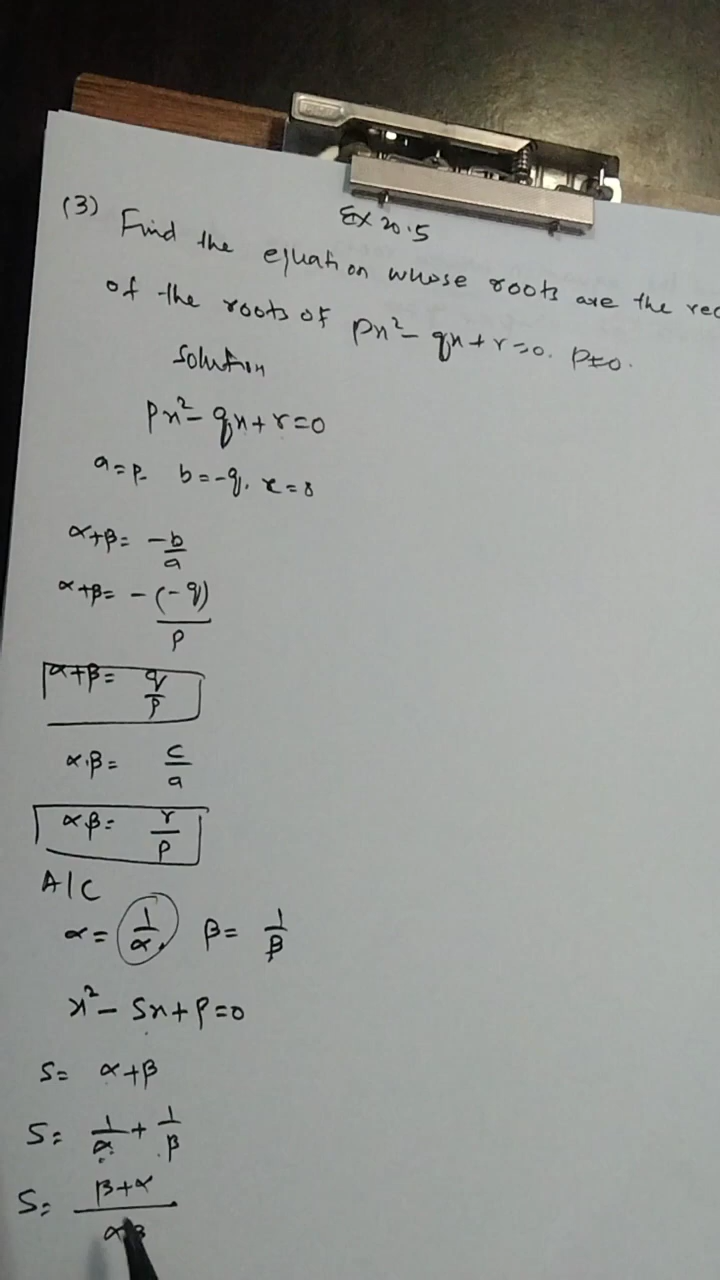 Ex 20.5
(3) Find the equation whose roots are the rec
of the roots of px²- qx+r=0. p≠0.
Solution
px²- qx+r=0
a=p b=-q, c=r
α+β= -b/a
α+β= -(-q)/p
α+β= q/p
α.β= c/a
αβ= r/p
A/C
α= 1/α, β= 1/β
x²- Sx+P=0
S= α+β
S= 1/α + 1/β
S= β+α/αβ